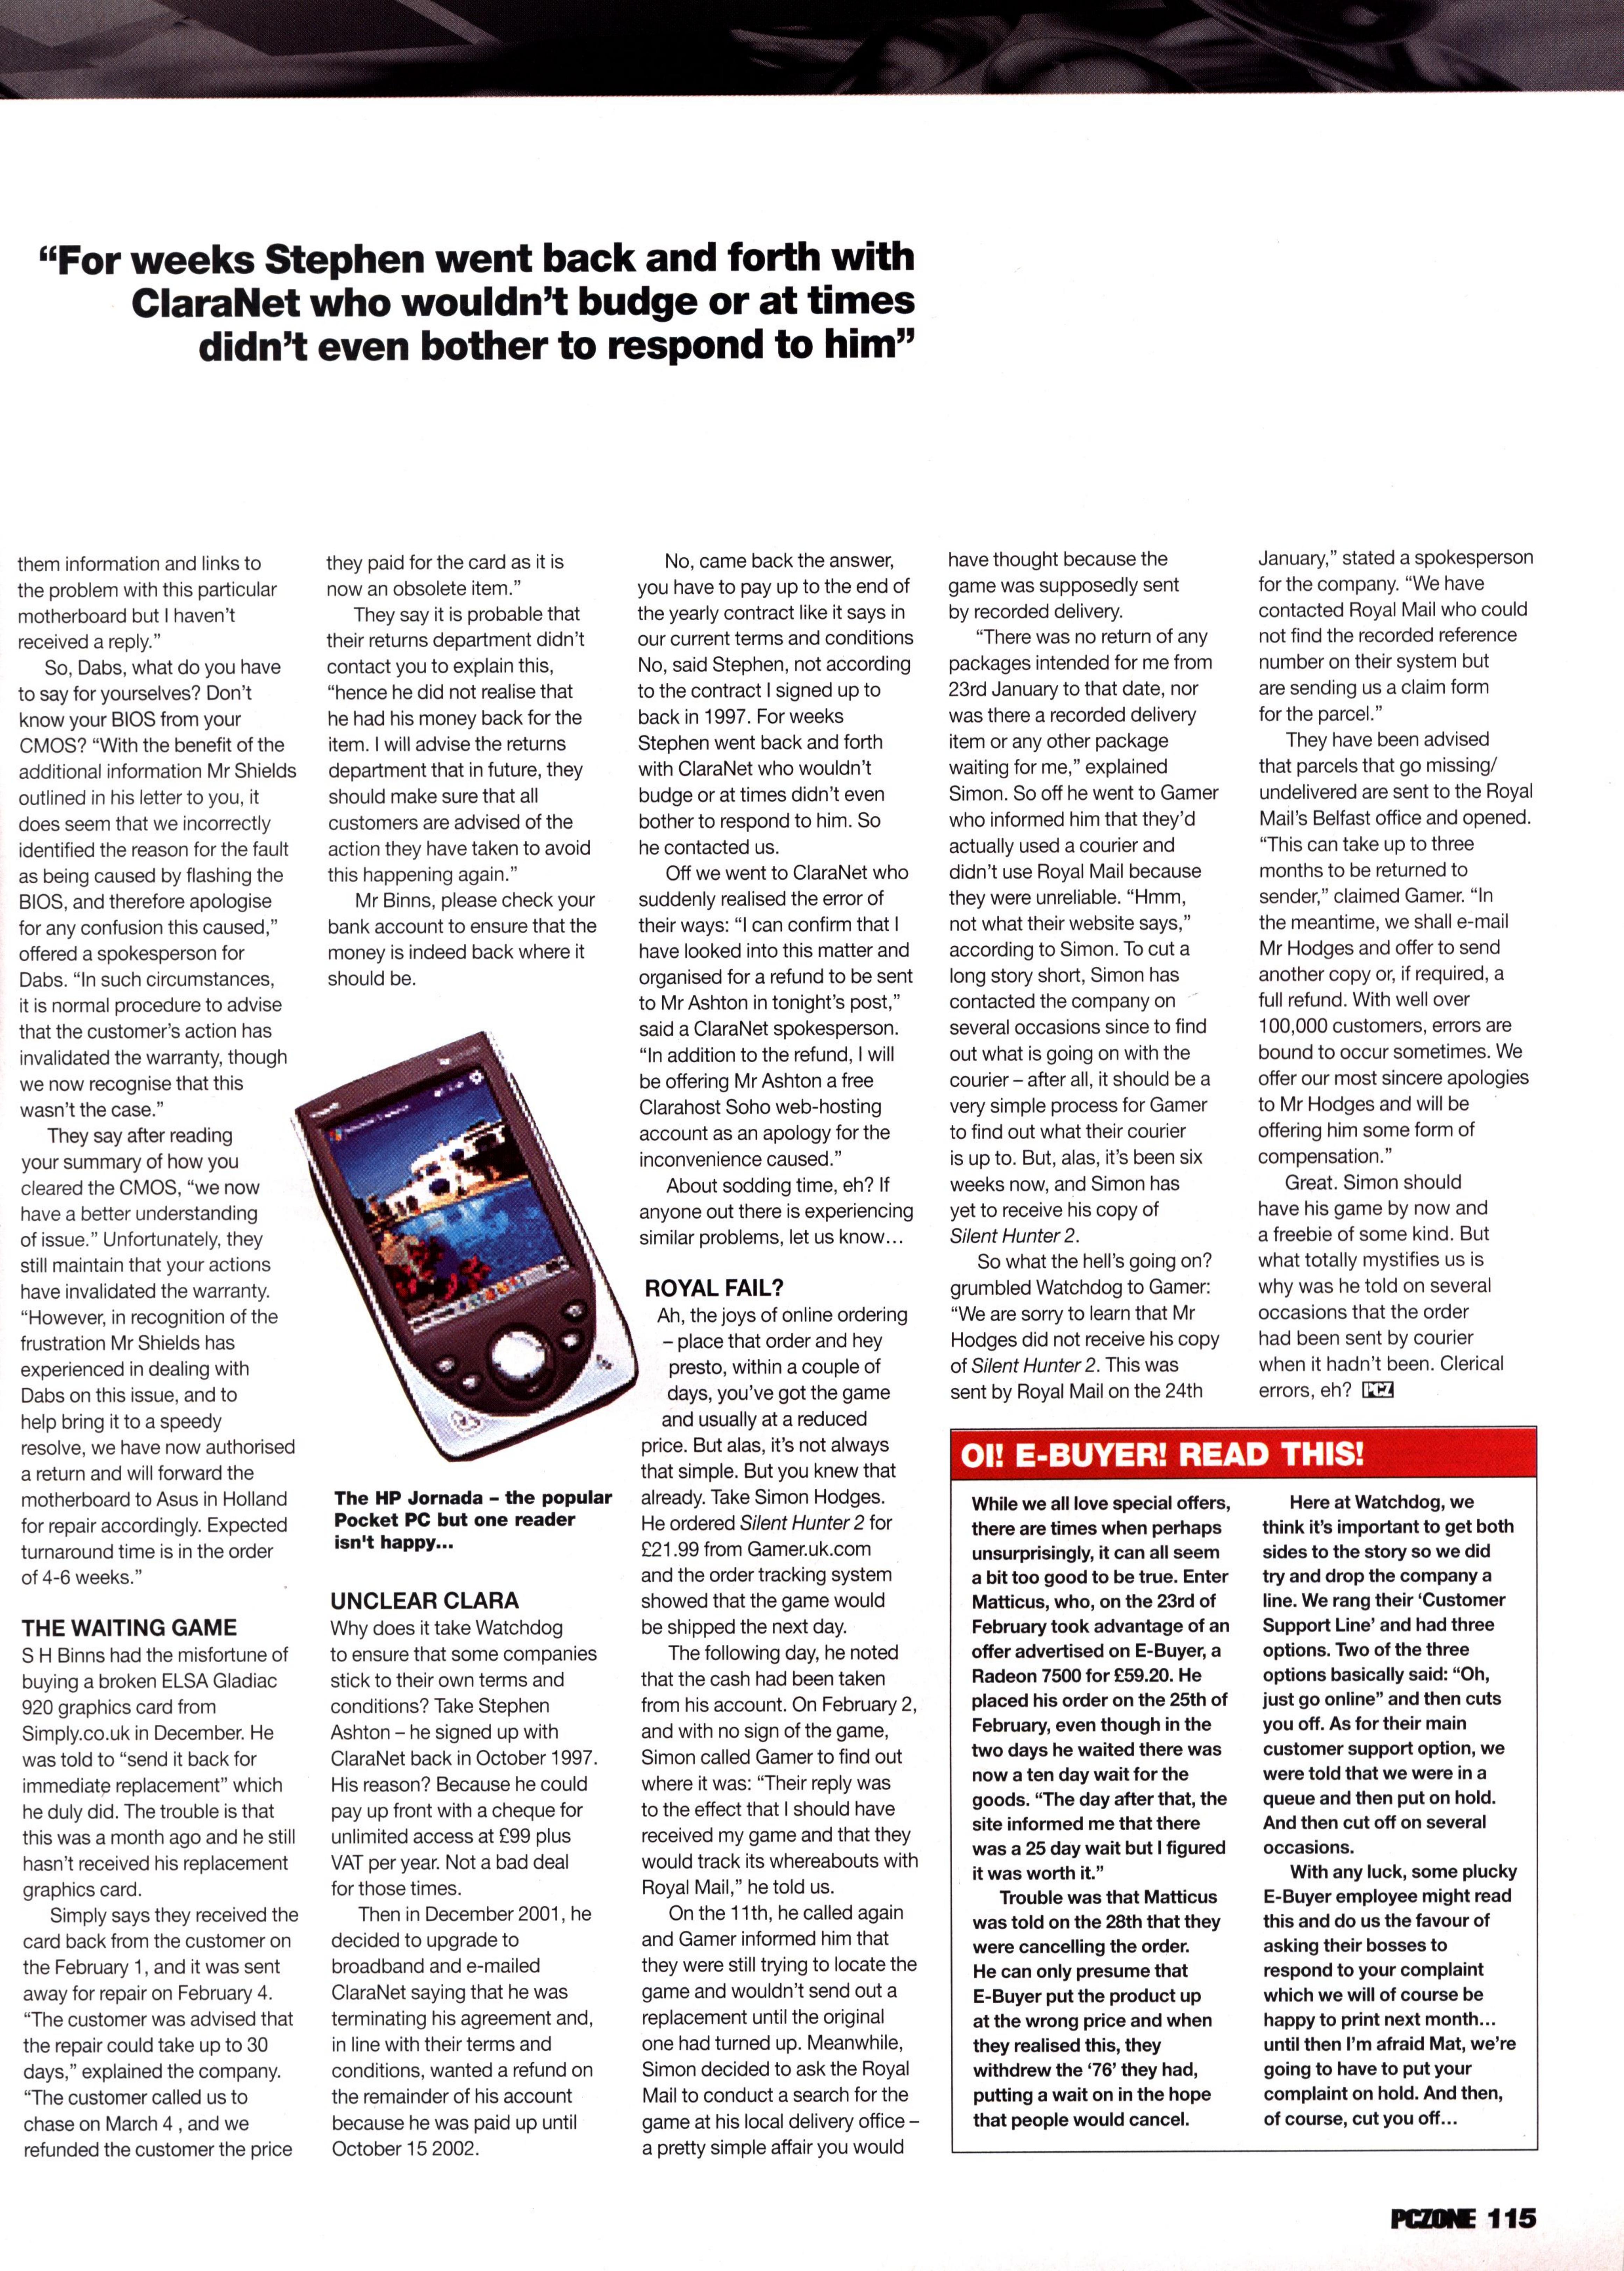 “For weeks Stephen went back and forth with
ClaraNet who wouldn’t budge or at times
didn’t even bother to respond to him”
them information and links to
the problem with this particular
motherboard but I haven’t
received a reply.”
So, Dabs, what do you have
to say for yourselves? Don’t
know your BIOS from your
CMOS? “With the benefit of the
additional information Mr Shields
outlined in his letter to you, it
does seem that we incorrectly
identified the reason for the fault
as being caused by flashing the
BIOS, and therefore apologise
for any confusion this caused,”
offered a spokesperson for
Dabs. “In such circumstances,
it is normal procedure to advise
that the customer’s action has
invalidated the warranty, though
we now recognise that this
wasn’t the case.”
They say after reading
your summary of how you
cleared the CMOS, “we now
have a better understanding
of issue.” Unfortunately, they
still maintain that your actions
have invalidated the warranty.
“However, in recognition of the
frustration Mr Shields has
experienced in dealing with
Dabs on this issue, and to
help bring it to a speedy
resolve, we have now authorised
a return and will forward the
motherboard to Asus in Holland
for repair accordingly. Expected
turnaround time is in the order
of 4-6 weeks.”
THE WAITING GAME
S H Binns had the misfortune of
buying a broken ELSA Gladiac
920 graphics card from
Simply.co.uk in December. He
was told to “send it back for
immediate replacement” which
he duly did. The trouble is that
this was a month ago and he still
hasn’t received his replacement
graphics card.
Simply says they received the
card back from the customer on
the February 1, and it was sent
away for repair on February 4.
“The customer was advised that
the repair could take up to 30
days,” explained the company.
“The customer called us to
chase on March 4 , and we
refunded the customer the price
they paid for the card as it is
now an obsolete item.”
They say it is probable that
their returns department didn’t
contact you to explain this,
“hence he did not realise that
he had his money back for the
item. I will advise the returns
department that in future, they
should make sure that all
customers are advised of the
action they have taken to avoid
this happening again.”
Mr Binns, please check your
bank account to ensure that the
money is indeed back where it
should be.
The HP Jornada – the popular
Pocket PC but one reader
isn't happy...
UNCLEAR CLARA
Why does it take Watchdog
to ensure that some companies
stick to their own terms and
conditions? Take Stephen
Ashton – he signed up with
ClaraNet back in October 1997.
His reason? Because he could
pay up front with a cheque for
unlimited access at £99 plus
VAT per year. Not a bad deal
for those times.
Then in December 2001, he
decided to upgrade to
broadband and e-mailed
ClaraNet saying that he was
terminating his agreement and,
in line with their terms and
conditions, wanted a refund on
the remainder of his account
because he was paid up until
October 15 2002.
No, came back the answer,
you have to pay up to the end of
the yearly contract like it says in
our current terms and conditions
No, said Stephen, not according
to the contract I signed up to
back in 1997. For weeks
Stephen went back and forth
with ClaraNet who wouldn’t
budge or at times didn’t even
bother to respond to him. So
he contacted us.
Off we went to ClaraNet who
suddenly realised the error of
their ways: “I can confirm that I
have looked into this matter and
organised for a refund to be sent
to Mr Ashton in tonight’s post,”
said a ClaraNet spokesperson.
“In addition to the refund, I will
be offering Mr Ashton a free
Clarahost Soho web-hosting
account as an apology for the
inconvenience caused.”
About sodding time, eh? If
anyone out there is experiencing
similar problems, let us know...
ROYAL FAIL?
Ah, the joys of online ordering
– place that order and hey
presto, within a couple of
days, you’ve got the game
and usually at a reduced
price. But alas, it’s not always
that simple. But you knew that
already. Take Simon Hodges.
He ordered Silent Hunter 2 for
£21.99 from Gamer.uk.com
and the order tracking system
showed that the game would
be shipped the next day.
The following day, he noted
that the cash had been taken
from his account. On February 2,
and with no sign of the game,
Simon called Gamer to find out
where it was: “Their reply was
to the effect that I should have
received my game and that they
would track its whereabouts with
Royal Mail,” he told us.
On the 11th, he called again
and Gamer informed him that
they were still trying to locate the
game and wouldn’t send out a
replacement until the original
one had turned up. Meanwhile,
Simon decided to ask the Royal
Mail to conduct a search for the
game at his local delivery office –
a pretty simple affair you would
have thought because the
game was supposedly sent
by recorded delivery.
“There was no return of any
packages intended for me from
23rd January to that date, nor
was there a recorded delivery
item or any other package
waiting for me,” explained
Simon. So off he went to Gamer
who informed him that they’d
actually used a courier and
didn’t use Royal Mail because
they were unreliable. “Hmm,
not what their website says,”
according to Simon. To cut a
long story short, Simon has
contacted the company on
several occasions since to find
out what is going on with the
courier – after all, it should be a
very simple process for Gamer
to find out what their courier
is up to. But, alas, it’s been six
weeks now, and Simon has
yet to receive his copy of
Silent Hunter 2.
So what the hell’s going on?
grumbled Watchdog to Gamer:
“We are sorry to learn that Mr
Hodges did not receive his copy
of Silent Hunter 2. This was
sent by Royal Mail on the 24th
January,” stated a spokesperson
for the company. “We have
contacted Royal Mail who could
not find the recorded reference
number on their system but
are sending us a claim form
for the parcel.”
They have been advised
that parcels that go missing/
undelivered are sent to the Royal
Mail’s Belfast office and opened.
“This can take up to three
months to be returned to
sender,” claimed Gamer. “In
the meantime, we shall e-mail
Mr Hodges and offer to send
another copy or, if required, a
full refund. With well over
100,000 customers, errors are
bound to occur sometimes. We
offer our most sincere apologies
to Mr Hodges and will be
offering him some form of
compensation.”
Great. Simon should
have his game by now and
a freebie of some kind. But
what totally mystifies us is
why was he told on several
occasions that the order
had been sent by courier
when it hadn’t been. Clerical
errors, eh? PCZ
OI! E-BUYER! READ THIS!
While we all love special offers,
there are times when perhaps
unsurprisingly, it can all seem
a bit too good to be true. Enter
Matticus, who, on the 23rd of
February took advantage of an
offer advertised on E-Buyer, a
Radeon 7500 for £59.20. He
placed his order on the 25th of
February, even though in the
two days he waited there was
now a ten day wait for the
goods. “The day after that, the
site informed me that there
was a 25 day wait but I figured
it was worth it.”
Trouble was that Matticus
was told on the 28th that they
were cancelling the order.
He can only presume that
E-Buyer put the product up
at the wrong price and when
they realised this, they
withdrew the ‘76’ they had,
putting a wait on in the hope
that people would cancel.
Here at Watchdog, we
think it’s important to get both
sides to the story so we did
try and drop the company a
line. We rang their ‘Customer
Support Line’ and had three
options. Two of the three
options basically said: “Oh,
just go online” and then cuts
you off. As for their main
customer support option, we
were told that we were in a
queue and then put on hold.
And then cut off on several
occasions.
With any luck, some plucky
E-Buyer employee might read
this and do us the favour of
asking their bosses to
respond to your complaint
which we will of course be
happy to print next month...
until then I’m afraid Mat, we’re
going to have to put your
complaint on hold. And then,
of course, cut you off...
PCZONE 115